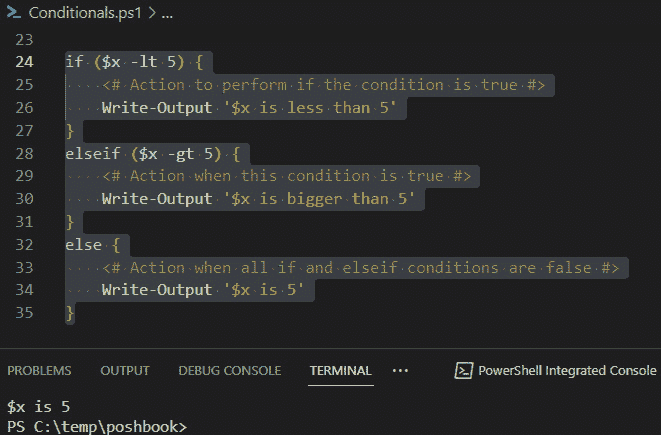 Conditionals.ps1 > ...
23
24 if ($x -lt 5) {
25     <# Action to perform if the condition is true #>
26     Write-Output '$x is less than 5'
27 }
28 elseif ($x -gt 5) {
29     <# Action when this condition is true #>
30     Write-Output '$x is bigger than 5'
31 }
32 else {
33     <# Action when all if and elseif conditions are false #>
34     Write-Output '$x is 5'
35 }
PROBLEMS OUTPUT DEBUG CONSOLE TERMINAL ... PowerShell Integrated Console
$x is 5
PS C:\temp\poshbook>